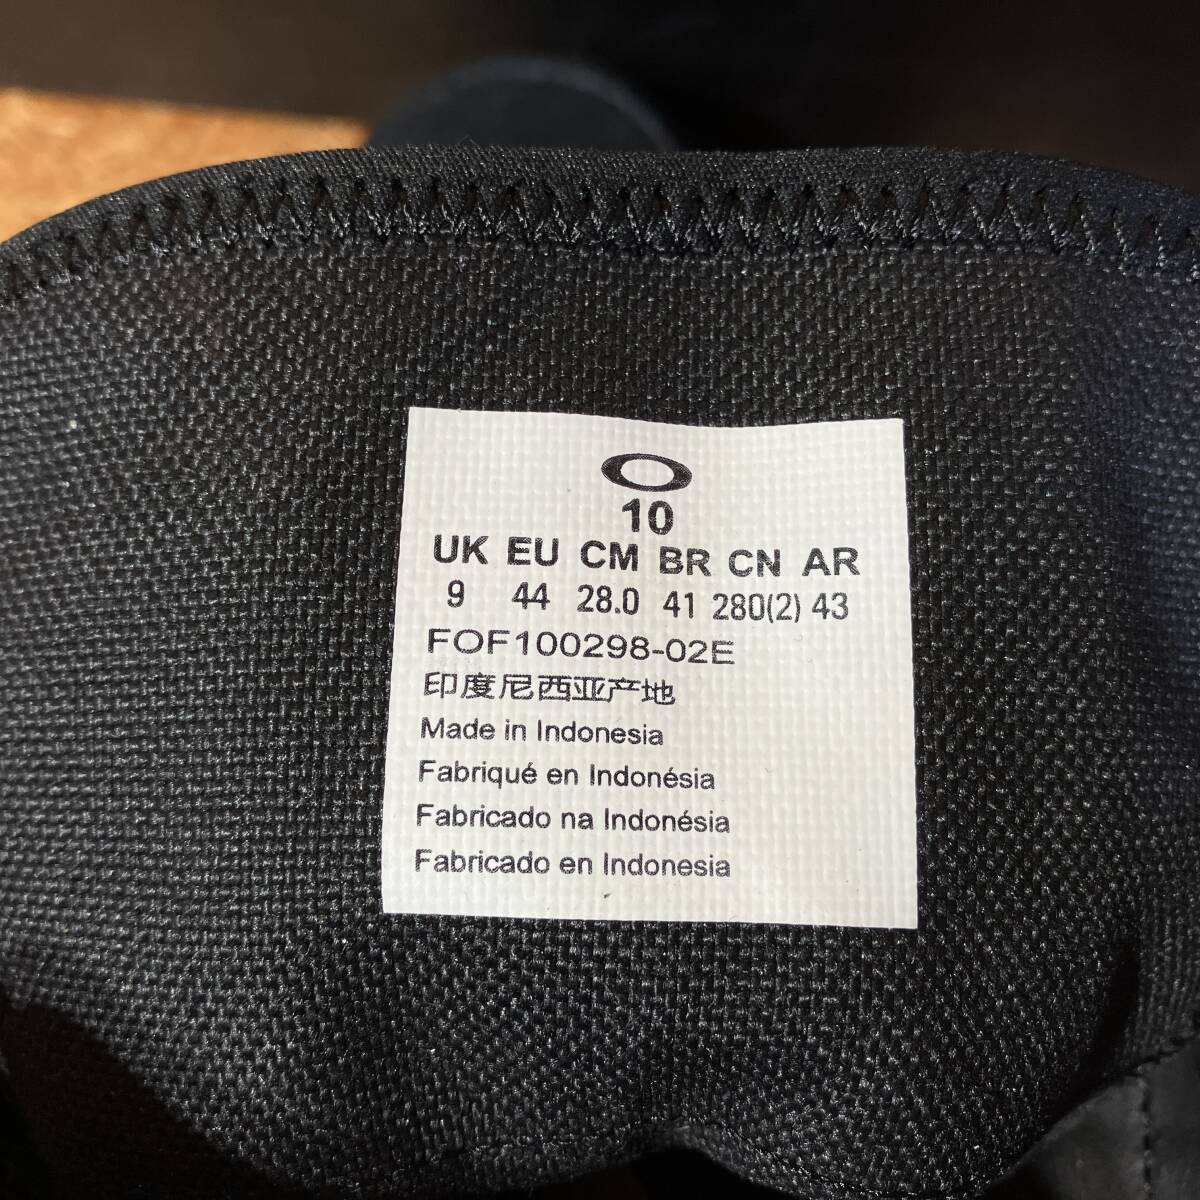 10
UK EU CM BR CN AR
9 44 28.0 41 280(2) 43
FOF100298-02E
印度尼西亚产地
Made in Indonesia
Fabriqué en Indonésia
Fabricado na Indonésia
Fabricado en Indonesia